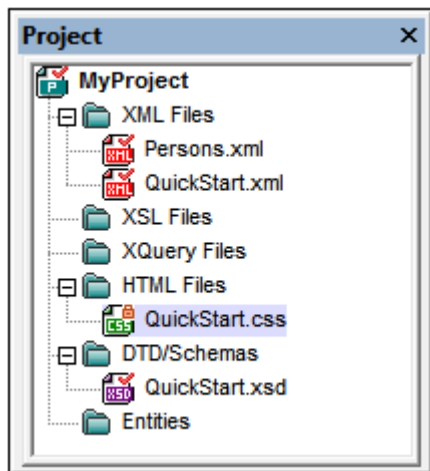 Project
MyProject
XML Files
Persons.xml
QuickStart.xml
XSL Files
XQuery Files
HTML Files
QuickStart.css
DTD/Schemas
QuickStart.xsd
Entities